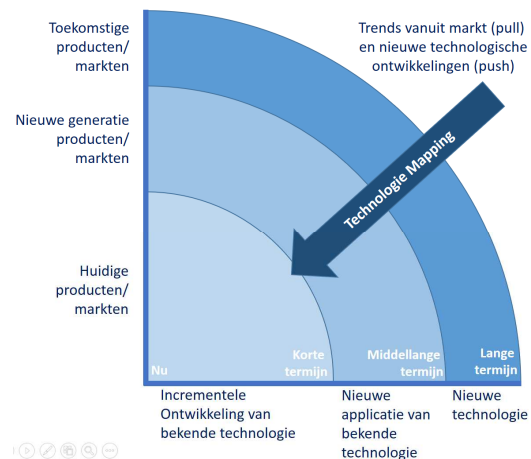 Toekomstige
producten/
markten
Trends vanuit markt (pull)
en nieuwe technologische
ontwikkelingen (push)
Nieuwe generatie
producten/
markten
Technologie Mapping
Huidige
producten/
markten
Nu
Korte
termijn
Middellange
termijn
Lange
termijn
Incrementele
Ontwikkeling van
bekende technologie
Nieuwe
applicatie van
bekende
technologie
Nieuwe
technologie